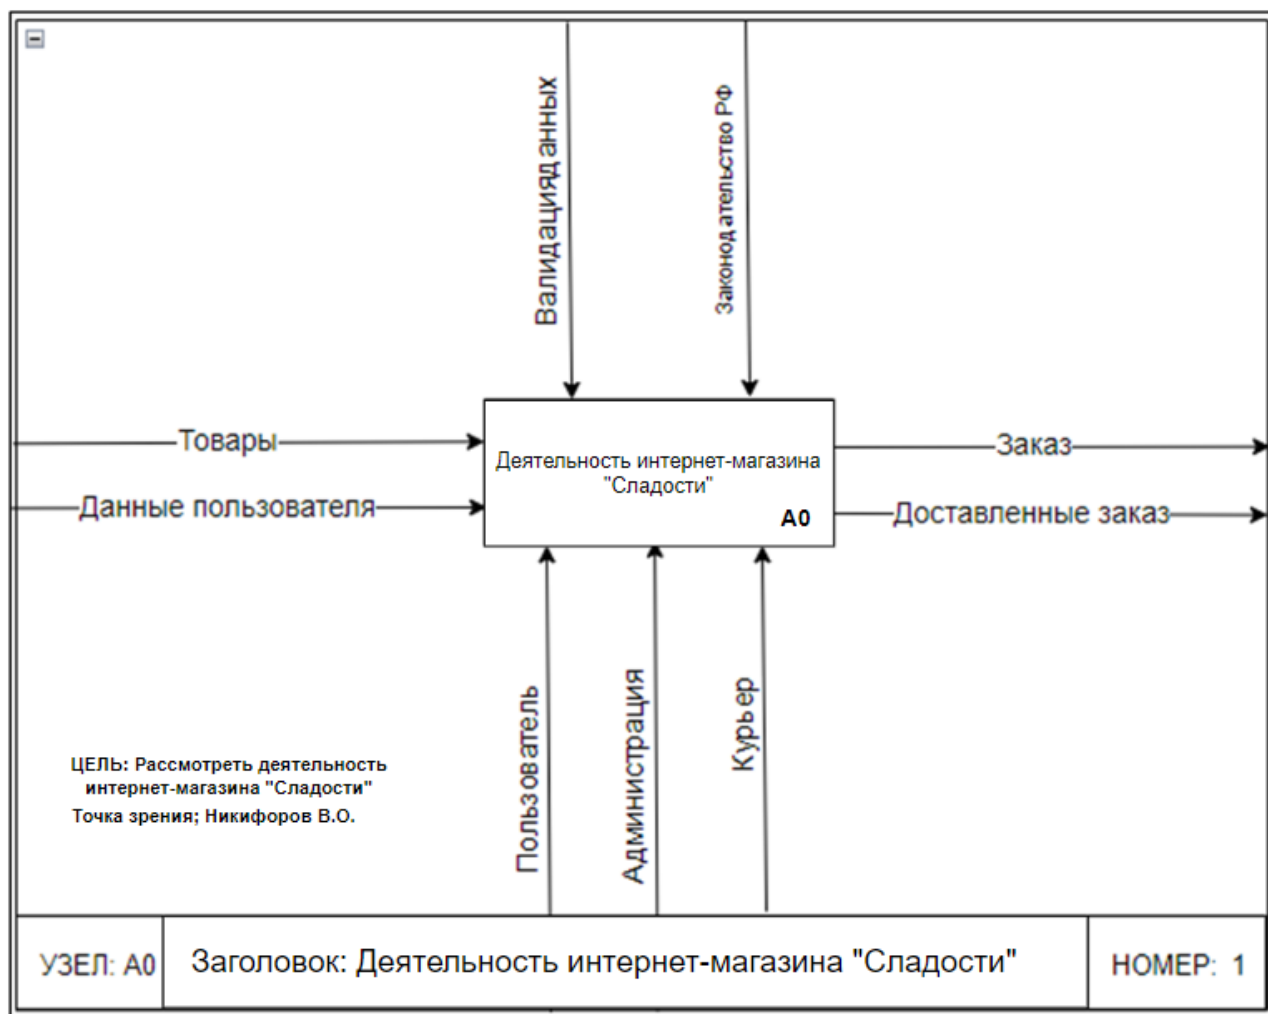 Валидацияданных
Законодательство РФ
Товары
Данные пользователя
Деятельность интернет-магазина
"Сладости"
A0
Заказ
Доставленные заказ
Пользователь
Администрация
Курьер
ЦЕЛЬ: Рассмотреть деятельность
интернет-магазина "Сладости"
Точка зрения; Никифоров В.О.
УЗЕЛ: A0
Заголовок: Деятельность интернет-магазина "Сладости"
НОМЕР: 1